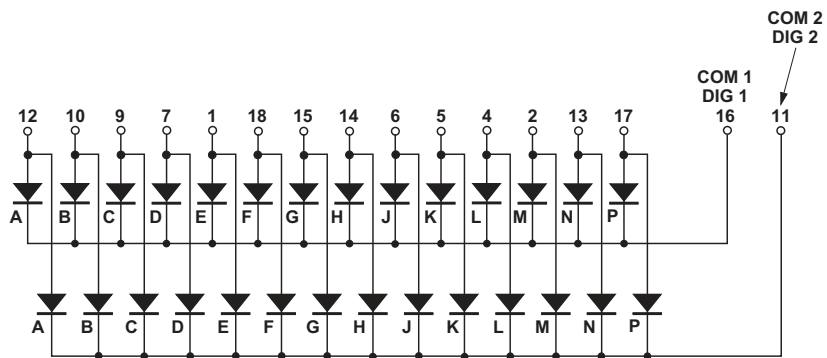 COM 2
DIG 2
COM 1
DIG 1
12 10 9 7 1 18 15 14 6 5 4 2 13 17 16 11
A B C D E F G H J K L M N P
A B C D E F G H J K L M N P